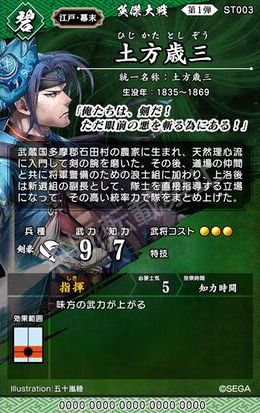 碧
江戸・幕末
英傑大戦
第1弾
ST003
ひじ かた とし ぞう
土方歳三
統一名称：土方歳三
生没年：1835～1869
「俺たちは、剣だ!
ただ眼前の悪を斬る為にある!」
武蔵国多摩郡石田村の農家に生まれ、天然理心流
に入門して剣の腕を磨いた。その後、道場の仲間
と共に将軍警護のための浪士組に加わり、上洛後
は新選組の副長として、隊士を直接指導する立場
になって、その高い統率力で隊をまとめ上げた。
兵種
武力
知力
武将コスト
剣豪
9
7
特技
しき
指揮
必要士気
5
効果時間
知力時間
効果範囲
味方の武力が上がる
Illustration:五十嵐睦
©SEGA
0000-0000-0000-0000-0000